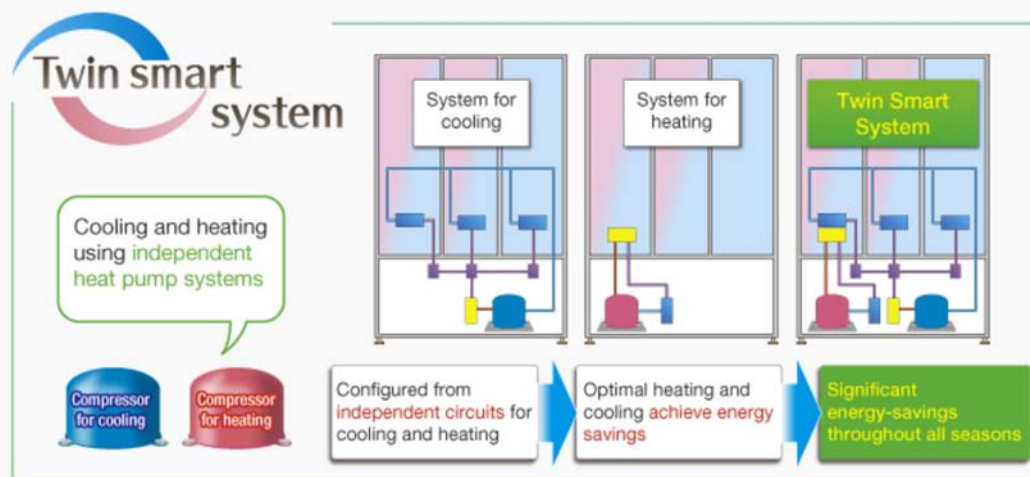 Twin smart
system
Cooling and heating
using independent
heat pump systems
Compressor
for cooling
Compressor
for heating
System for
cooling
System for
heating
Twin Smart
System
Configured from
independent circuits for
cooling and heating
Optimal heating and
cooling achieve energy
savings
Significant
energy-savings
throughout all seasons